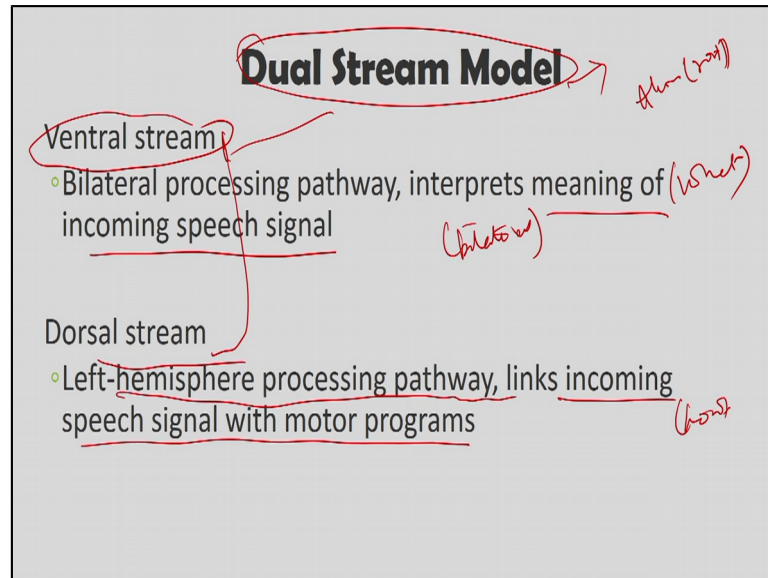 Dual Stream Model
Ventral stream
Bilateral processing pathway, interprets meaning of (what)
incoming speech signal
(bilateral)
Dorsal stream
Left-hemisphere processing pathway, links incoming
speech signal with motor programs